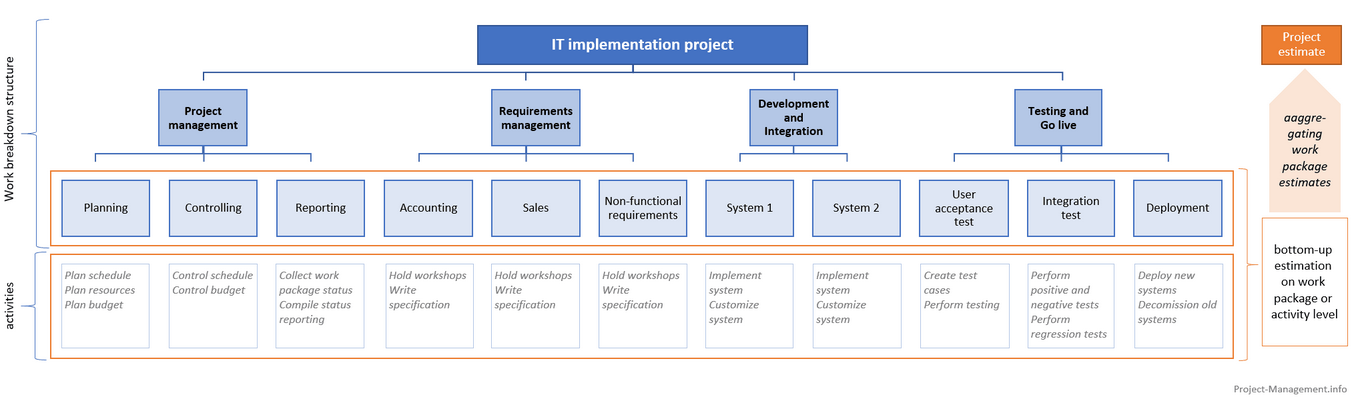 IT implementation project
Project
estimate
Work breakdown structure
Project
management
Requirements
management
Development
and
Integration
Testing and
Go live
aaggre-
gating
work
package
estimates
Planning
Controlling
Reporting
Accounting
Sales
Non-functional
requirements
System 1
System 2
User
acceptance
test
Integration
test
Deployment
activities
Plan schedule
Plan resources
Plan budget
Control schedule
Control budget
Collect work
package status
Compile status
reporting
Hold workshops
Write
specification
Hold workshops
Write
specification
Hold workshops
Write
specification
Implement
system
Customize
system
Implement
system
Customize
system
Create test
cases
Perform testing
Perform
positive and
negative tests
Perform
regression tests
Deploy new
systems
Decomission old
systems
bottom-up
estimation
on work
package or
activity level
Project-Management.info